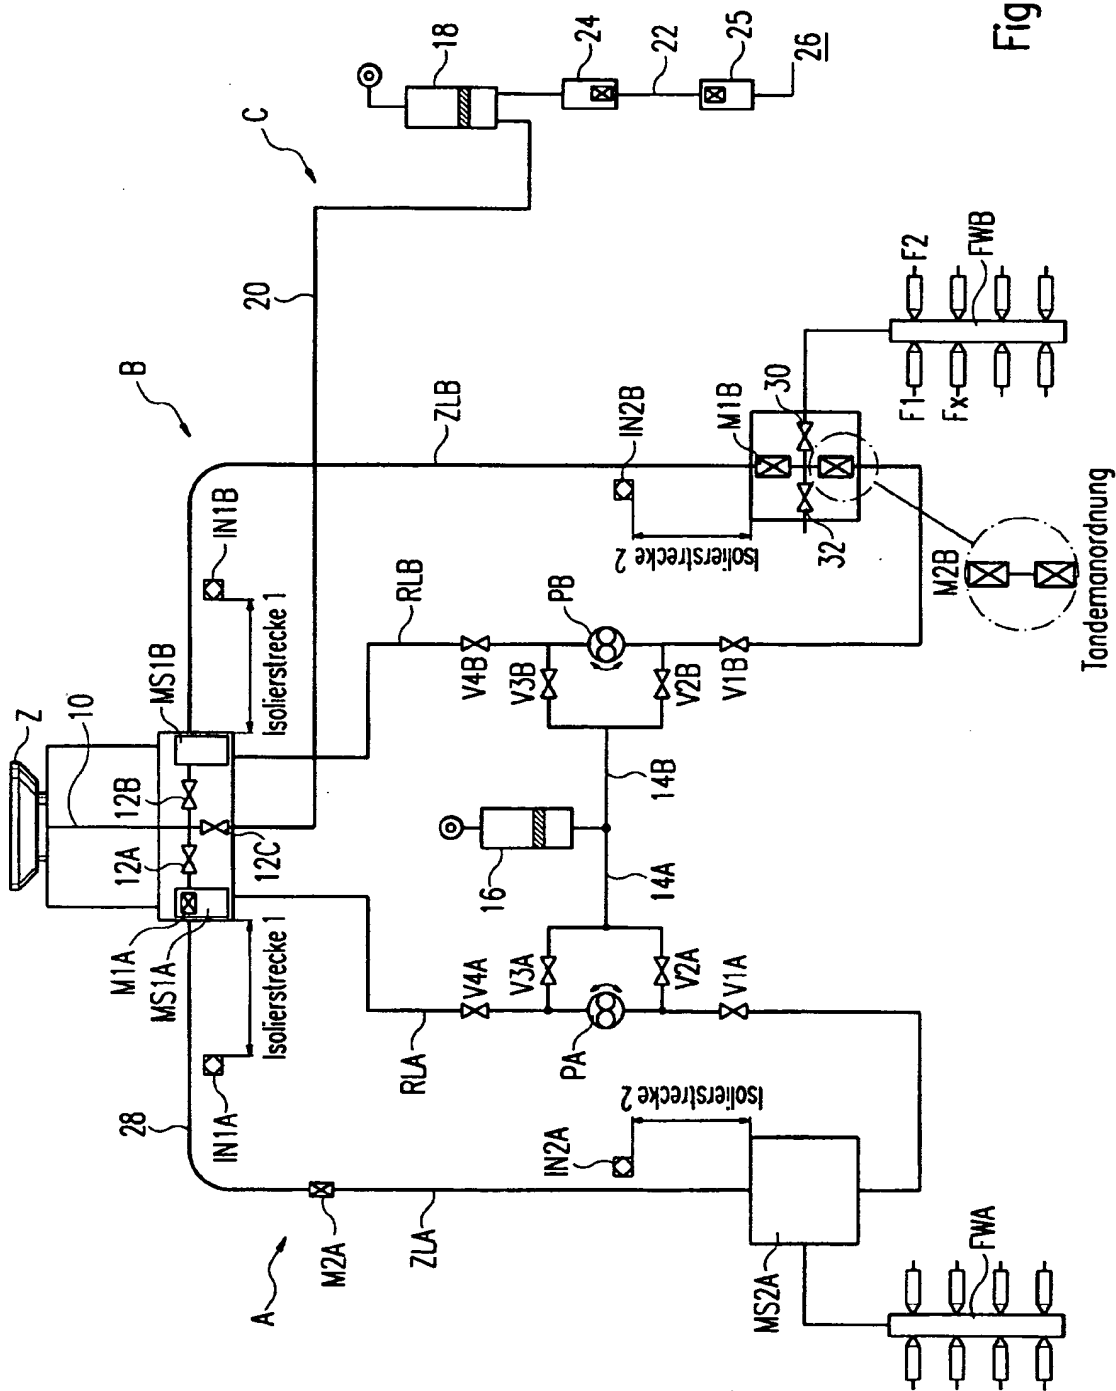 Fig
18
24
22
25
26
C
20
B
ZLB
IN1B
Isolierstrecke 1
MS1B
Z
10
12B
12A
12C
M1A
MS1A
Isolierstrecke 1
IN1A
28
A
M2A
ZLA
RLA
RLB
V4A
V3A
V2A
V1A
PA
16
14A
14B
V4B
V3B
V2B
V1B
PB
IN2A
Isolierstrecke 2
MS2A
FWA
IN2B
Isolierstrecke 2
M1B
30
32
M2B
Tandemanordnung
F1
F2
Fx
FWB